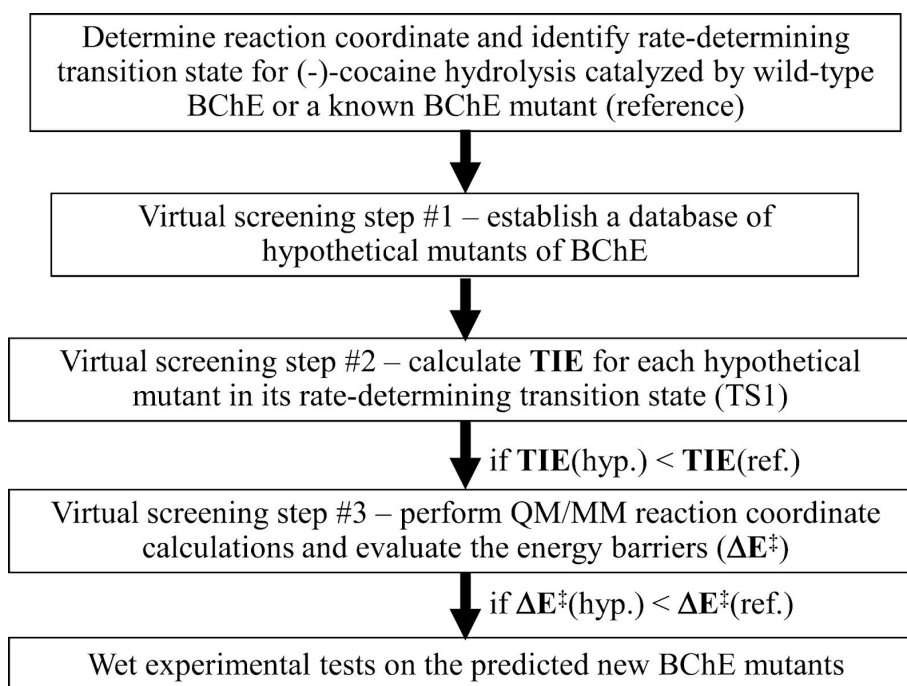 Determine reaction coordinate and identify rate-determining
transition state for (-)-cocaine hydrolysis catalyzed by wild-type
BChE or a known BChE mutant (reference)
Virtual screening step #1 – establish a database of
hypothetical mutants of BChE
Virtual screening step #2 – calculate TIE for each hypothetical
mutant in its rate-determining transition state (TS1)
if TIE(hyp.) < TIE(ref.)
Virtual screening step #3 – perform QM/MM reaction coordinate
calculations and evaluate the energy barriers (ΔE‡)
if ΔE‡(hyp.) < ΔE‡(ref.)
Wet experimental tests on the predicted new BChE mutants